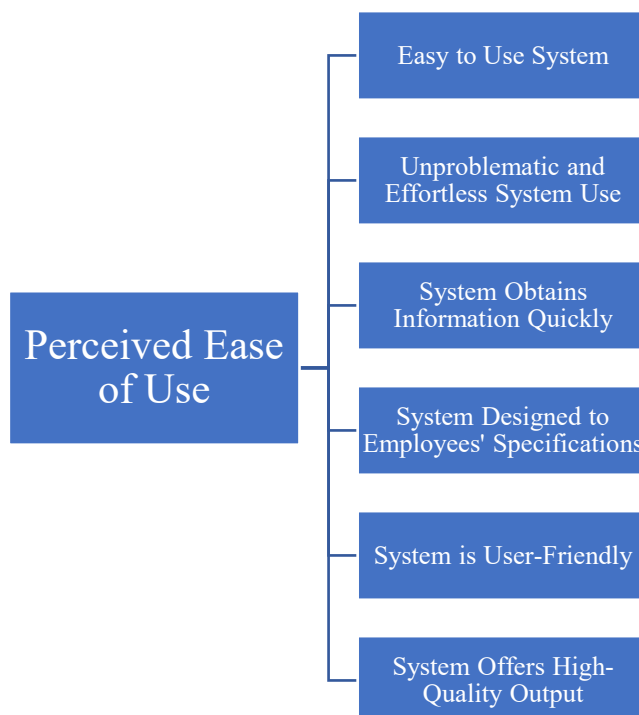 Easy to Use System
Unproblematic and
Effortless System Use
System Obtains
Information Quickly
Perceived Ease
of Use
System Designed to
Employees' Specifications
System is User-Friendly
System Offers High-
Quality Output